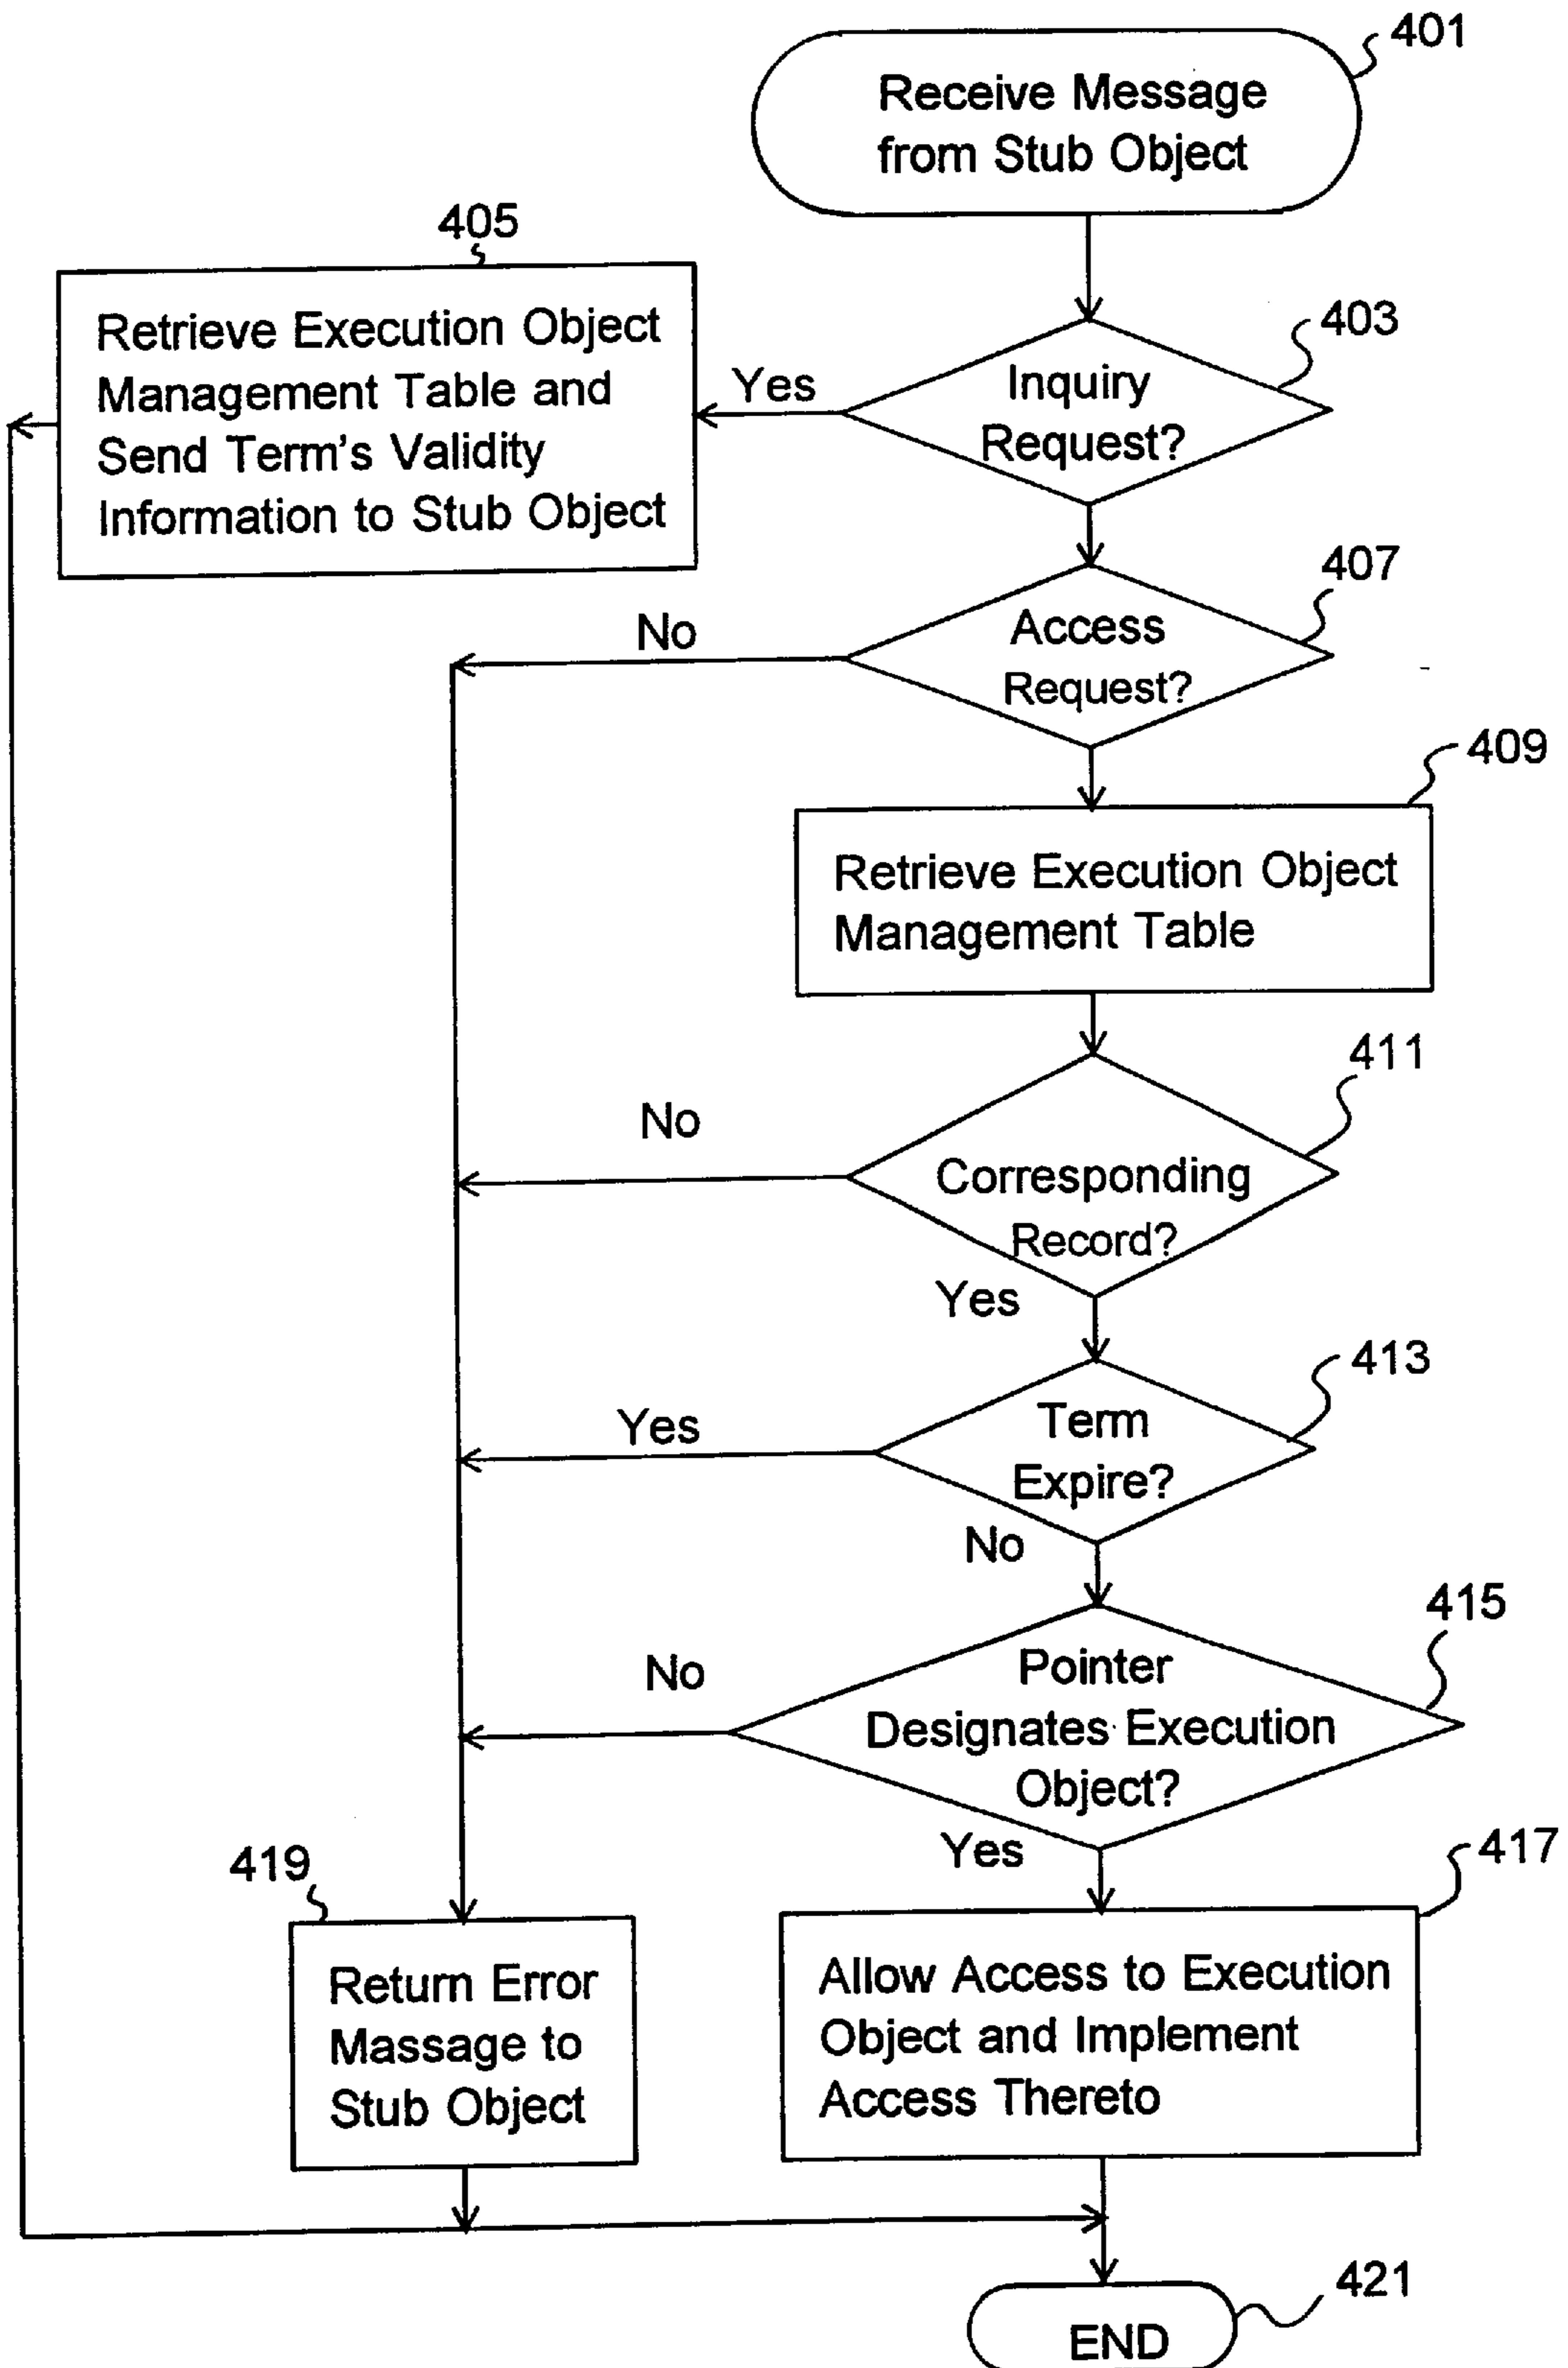 401
Receive Message
from Stub Object
405
Retrieve Execution Object
Management Table and
Send Term's Validity
Information to Stub Object
Yes
403
Inquiry
Request?
407
No
Access
Request?
409
Retrieve Execution Object
Management Table
411
No
Corresponding
Record?
Yes
413
Yes
Term
Expire?
No
415
No
Pointer
Designates Execution
Object?
Yes
417
419
Return Error
Massage to
Stub Object
Allow Access to Execution
Object and Implement
Access Thereto
421
END